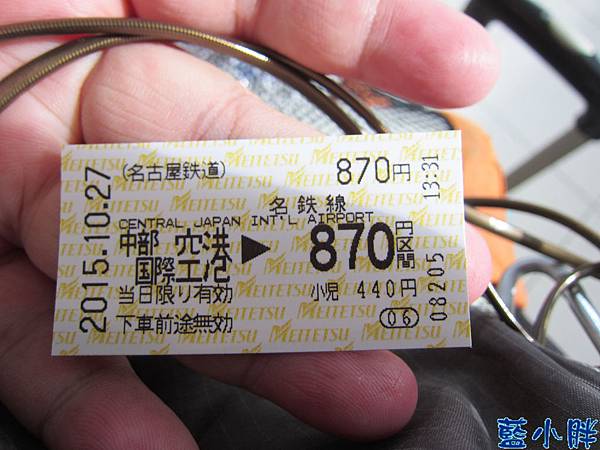 2015.10.27
(名古屋鉄道) 870円
名鉄線
CENTRAL JAPAN INT'L AIRPORT
中部国際空港 ▶ 870円区間
当日限り有効 小児 440円
下車前途無効 06
13:31
08205
MEITETSU
藍小胖